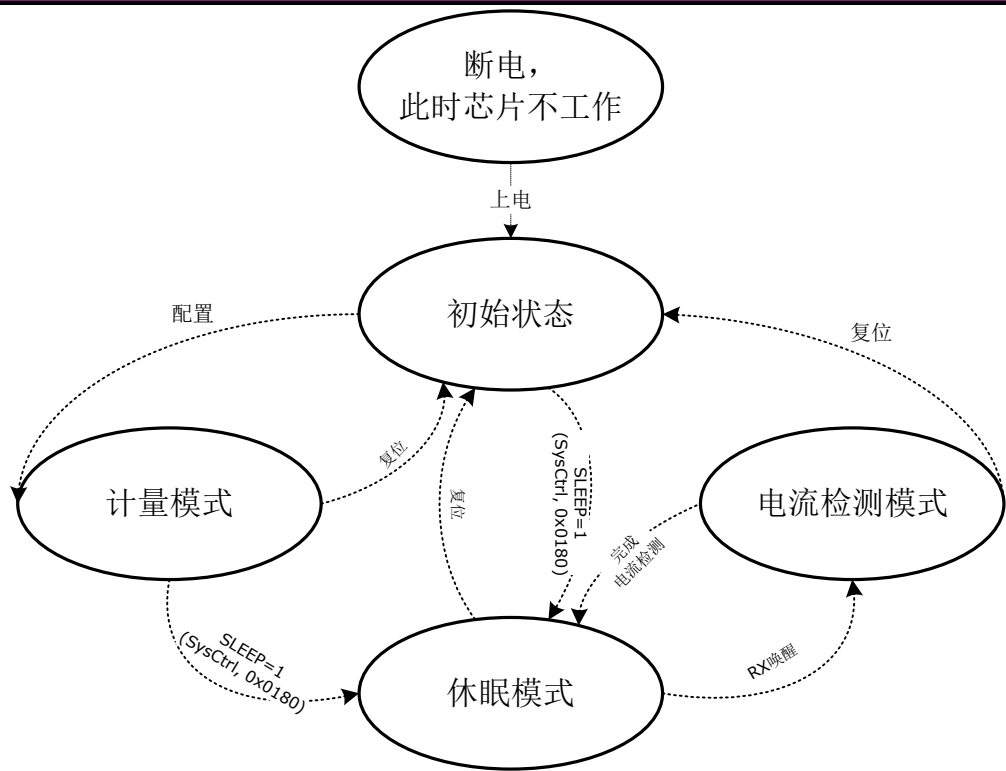 断电，
此时芯片不工作
上电
配置
初始状态
复位
复位
复位
SLEEP=1
(SysCtrl, 0x0180)
计量模式
电流检测模式
完成
电流检测
SLEEP=1
(SysCtrl, 0x0180)
RX唤醒
休眠模式